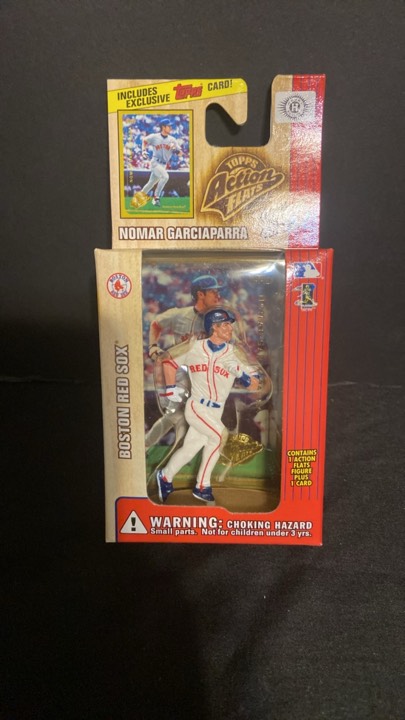 INCLUDES EXCLUSIVE Topps CARD!
TOPPS
Action
FLATS
NOMAR GARCIAPARRA
BOSTON RED SOX
RED SOX
CONTAINS
1 ACTION
FLATS
FIGURE
PLUS
1 CARD
WARNING: CHOKING HAZARD
Small parts. Not for children under 3 yrs.